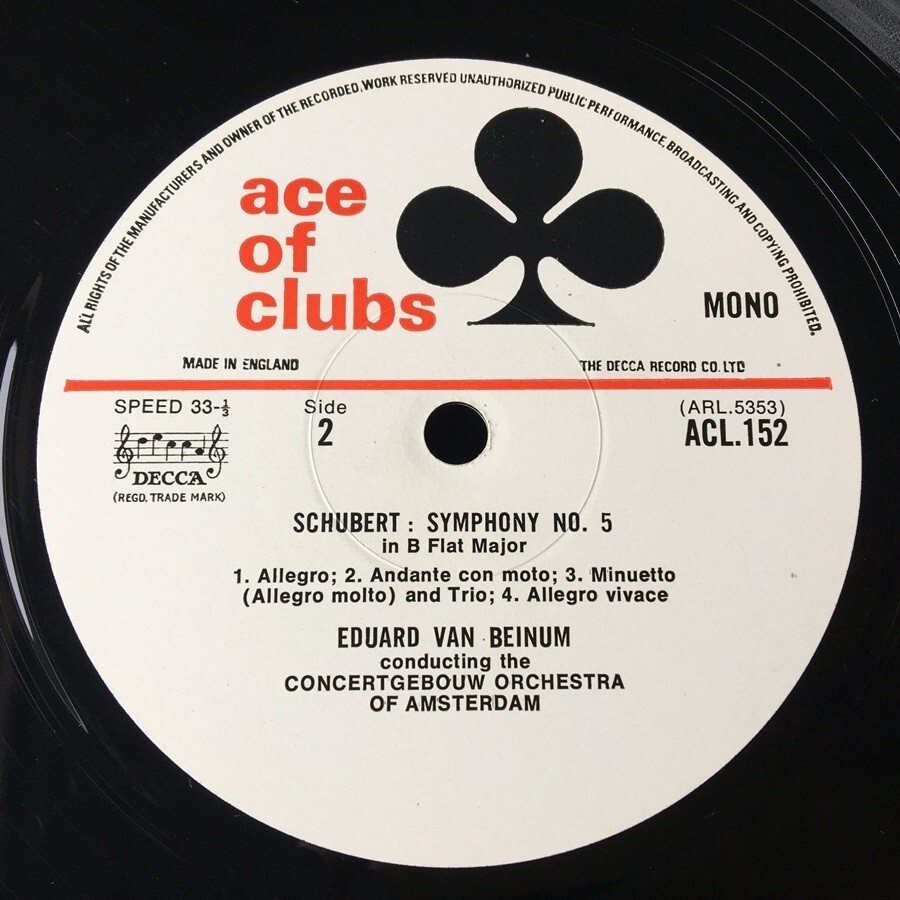 ALL RIGHTS OF THE MANUFACTURERS AND OWNER OF THE RECORDED WORK RESERVED UNAUTHORIZED PUBLIC PERFORMANCE, BROADCASTING AND COPYING PROHIBITED.
ace
of
clubs
MONO
MADE IN ENGLAND
THE DECCA RECORD CO. LTD
SPEED 33-⅓
Side
2
(ARL.5353)
ACL.152
DECCA
(REGD. TRADE MARK)
SCHUBERT : SYMPHONY NO. 5
in B Flat Major
1. Allegro; 2. Andante con moto; 3. Minuetto
(Allegro molto) and Trio; 4. Allegro vivace
EDUARD VAN BEINUM
conducting the
CONCERTGEBOUW ORCHESTRA
OF AMSTERDAM